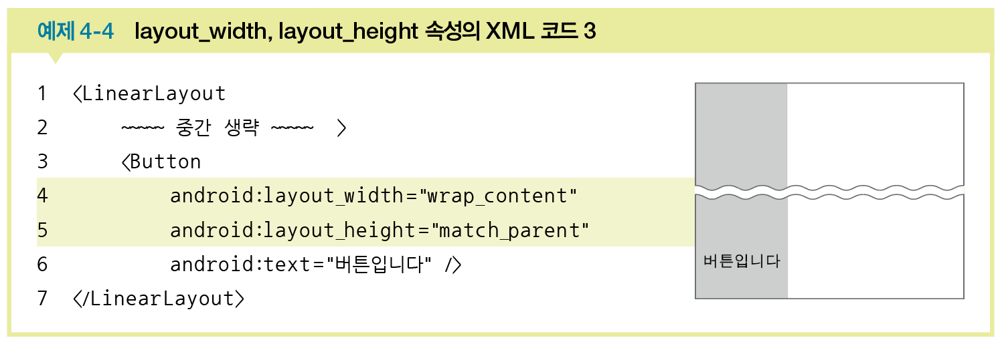 예제 4-4 layout_width, layout_height 속성의 XML 코드 3
1 <LinearLayout
2 ~~~~~ 중간 생략 ~~~~~ >
3 <Button
4 android:layout_width="wrap_content"
5 android:layout_height="match_parent"
6 android:text="버튼입니다" />
7 </LinearLayout>
버튼입니다